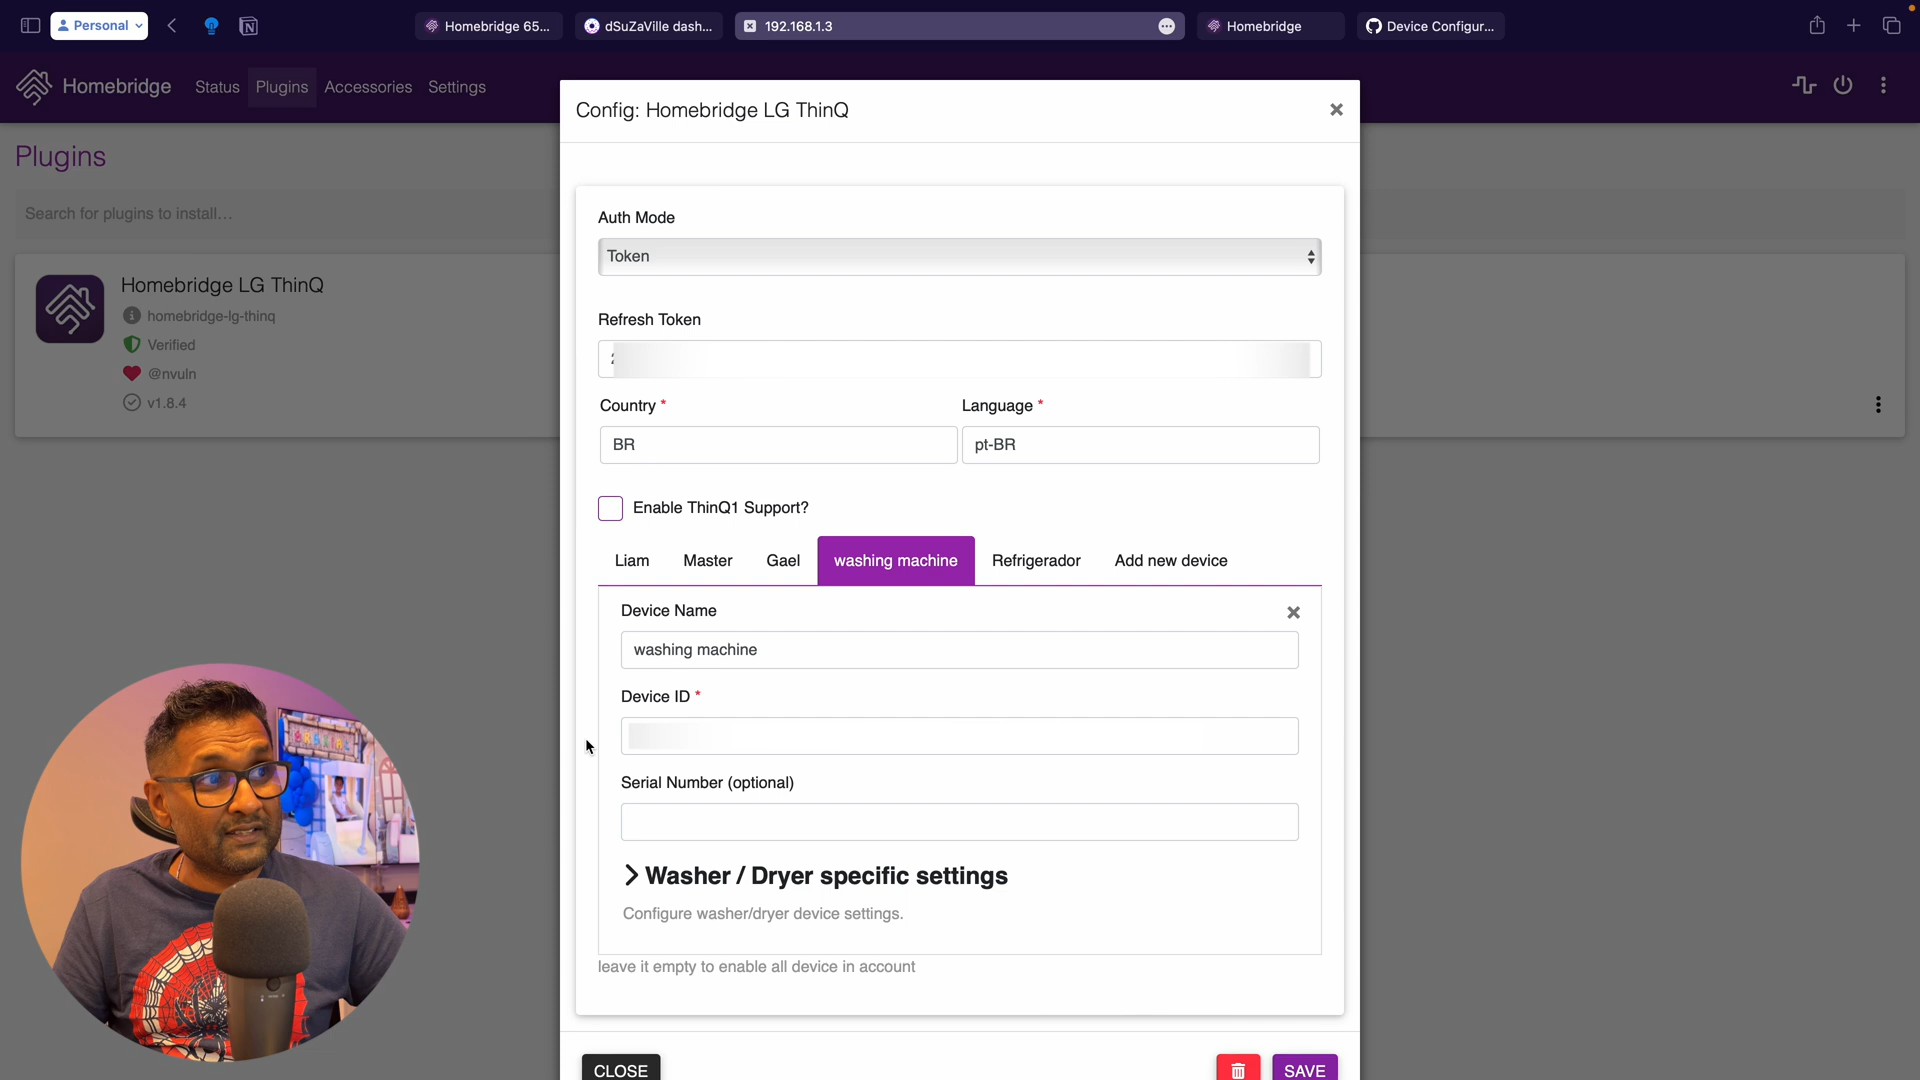 Personal
Homebridge 65...
dSuZaVille dash...
192.168.1.3
Homebridge
Device Configur...
Homebridge
Status
Plugins
Accessories
Settings
Plugins
Search for plugins to install...
Homebridge LG ThinQ
homebridge-lg-thinq
Verified
@nvuln
v1.8.4
Config: Homebridge LG ThinQ
Auth Mode
Token
Refresh Token
Country *
Language *
BR
pt-BR
Enable ThinQ1 Support?
Liam
Master
Gael
washing machine
Refrigerador
Add new device
Device Name
washing machine
Device ID *
Serial Number (optional)
Washer / Dryer specific settings
Configure washer/dryer device settings.
leave it empty to enable all device in account
CLOSE
SAVE